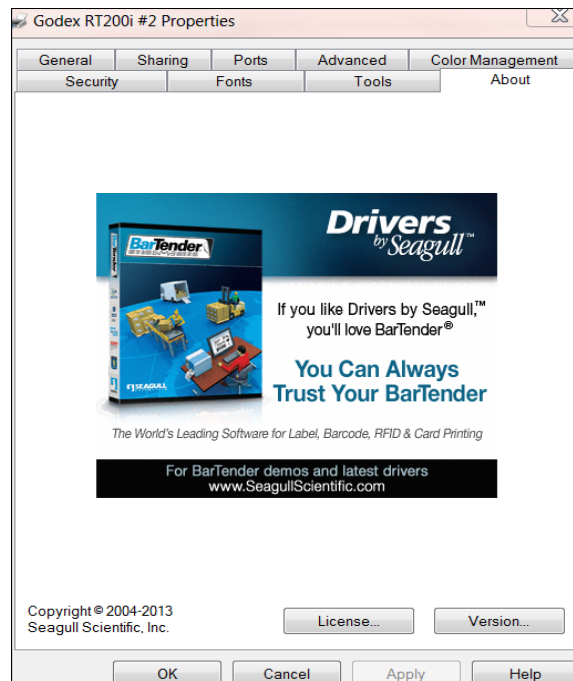 Godex RT200i #2 Properties
General Sharing Ports Advanced Color Management
Security Fonts Tools About
BarTender
SEAGULL
Drivers
by Seagull™
If you like Drivers by Seagull,™
you'll love BarTender®
You Can Always
Trust Your BarTender
The World's Leading Software for Label, Barcode, RFID & Card Printing
For BarTender demos and latest drivers
www.SeagullScientific.com
Copyright © 2004-2013
Seagull Scientific, Inc.
License... Version...
OK Cancel Apply Help